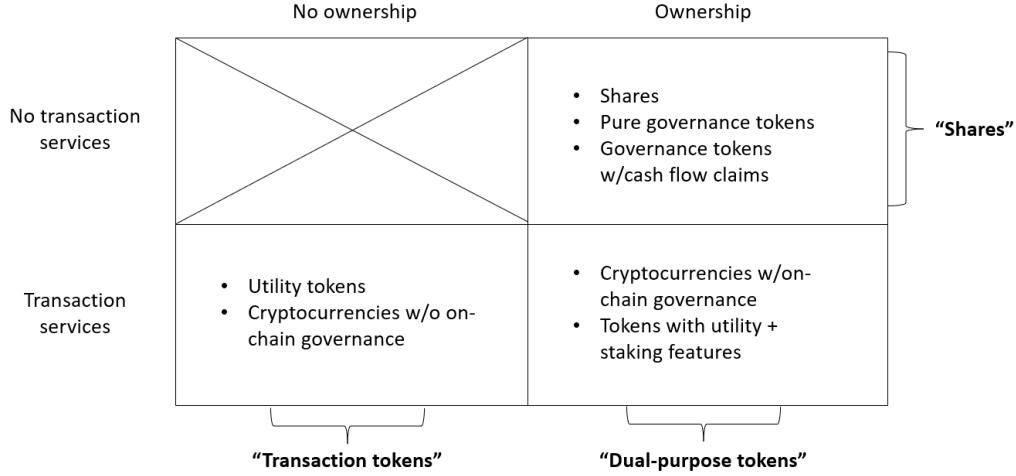 No ownership
Ownership
No transaction
services
• Shares
• Pure governance tokens
• Governance tokens
w/cash flow claims
“Shares”
Transaction
services
• Utility tokens
• Cryptocurrencies w/o on-
chain governance
• Cryptocurrencies w/on-
chain governance
• Tokens with utility +
staking features
“Transaction tokens”
“Dual-purpose tokens”